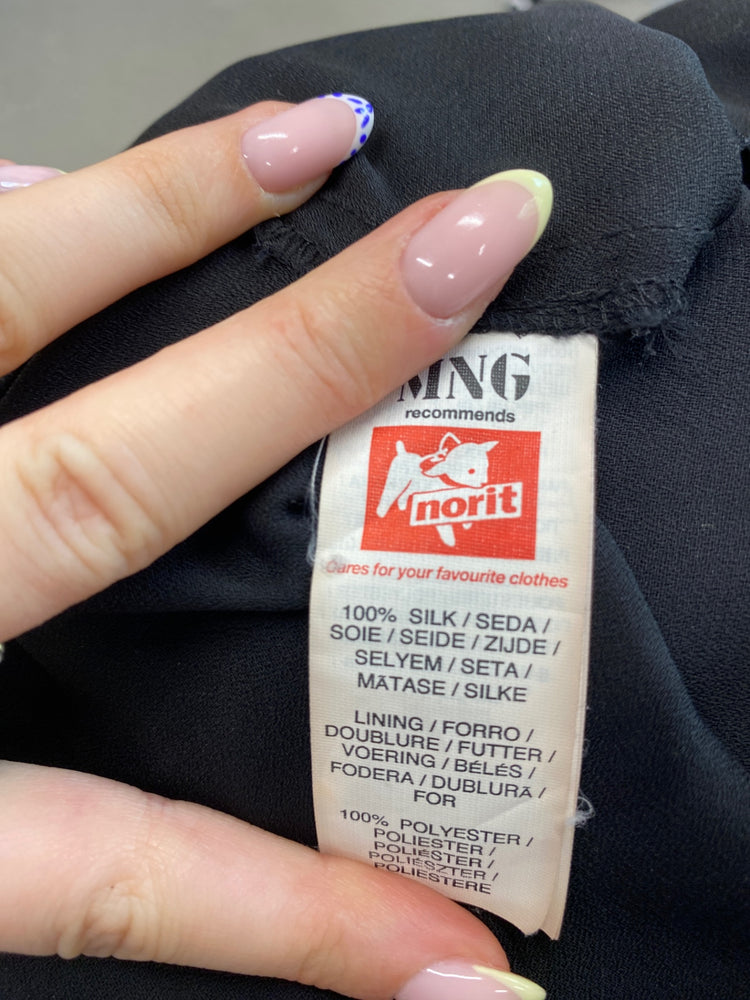 MNG
recommends
norit
Cares for your favourite clothes
100% SILK / SEDA /
SOIE / SEIDE / ZIJDE /
SELYEM / SETA /
MĂTASE / SILKE
LINING / FORRO /
DOUBLURE / FUTTER /
VOERING / BÉLÉS /
FODERA / DUBLURĂ /
FOR
100% POLYESTER /
POLIESTER /
POLIÉSTER /
POLIÉSZTER /
POLIESTERE